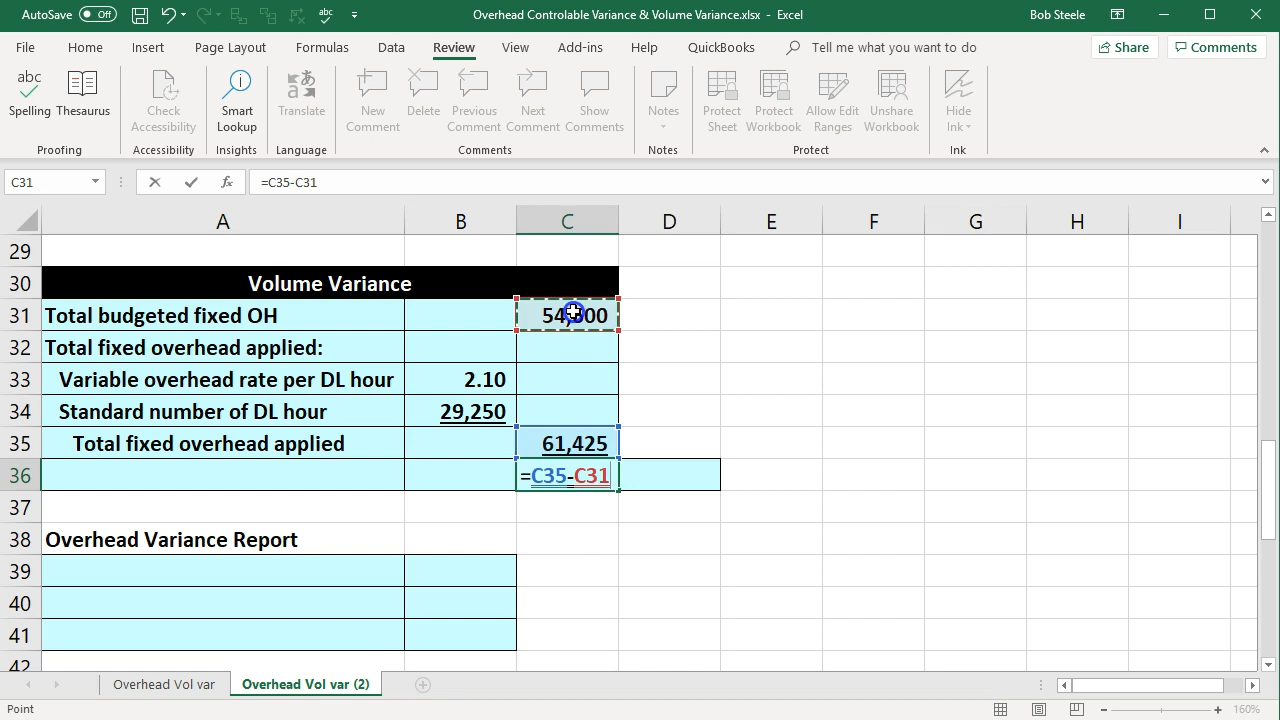 AutoSave Off Overhead Controlable Variance & Volume Variance.xlsx - Excel Bob Steele
File Home Insert Page Layout Formulas Data Review View Add-ins Help QuickBooks Tell me what you want to do Share Comments
abc
Spelling Thesaurus Check Accessibility Smart Lookup Translate New Comment Delete Previous Comment Next Comment Show Comments Notes Protect Sheet Protect Workbook Allow Edit Ranges Unshare Workbook Hide Ink
Proofing Accessibility Insights Language Comments Notes Protect Ink
C31 fx =C35-C31
A B C D E F G H I
29
30 Volume Variance
31 Total budgeted fixed OH
32 Total fixed overhead applied:
33 Variable overhead rate per DL hour 2.10
34 Standard number of DL hour 29,250
35 Total fixed overhead applied 61,425
36 =C35-C31
37
38 Overhead Variance Report
39
40
41
42
Overhead Vol var Overhead Vol var (2)
Point 160%